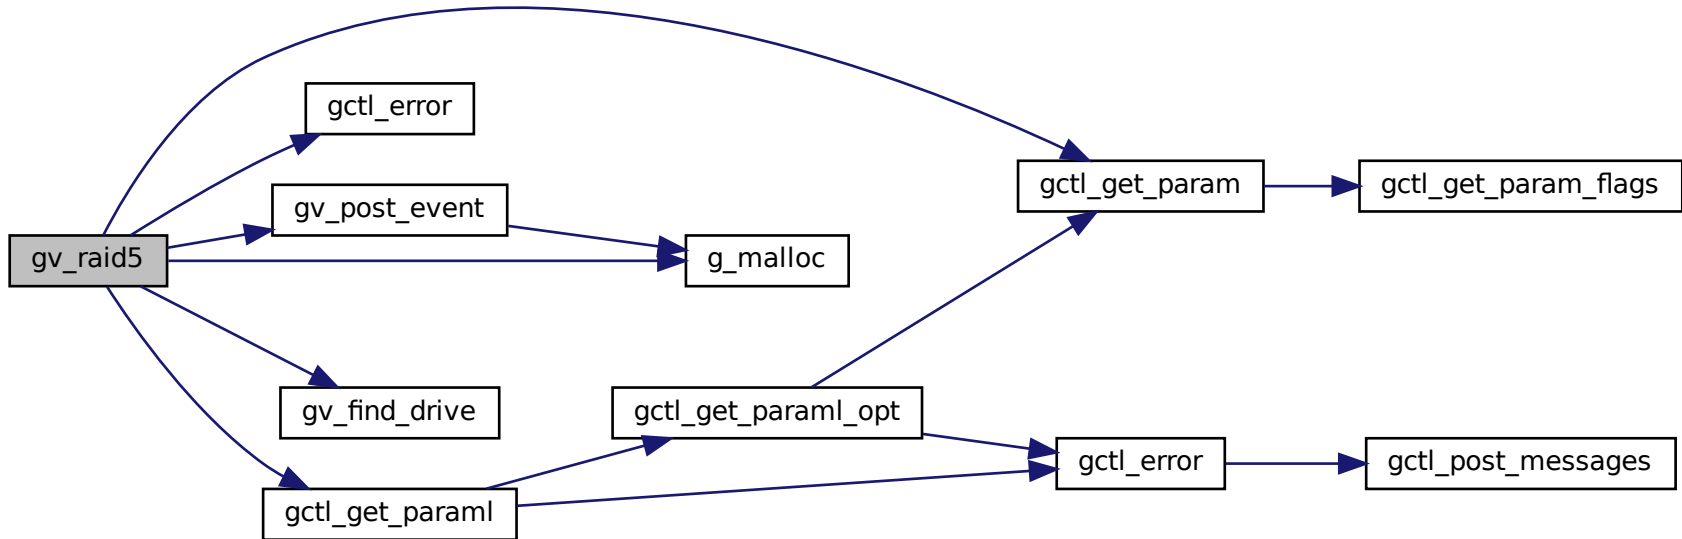 gv_raid5
gctl_error
gv_post_event
g_malloc
gv_find_drive
gctl_get_paraml
gctl_get_paraml_opt
gctl_get_param
gctl_get_param_flags
gctl_error
gctl_post_messages